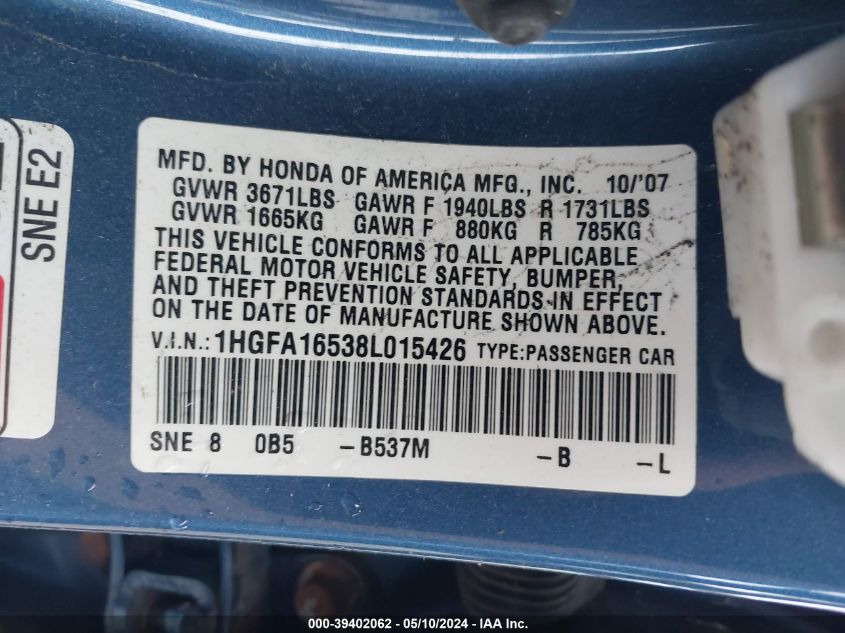 SNE E2
MFD. BY HONDA OF AMERICA MFG., INC. 10/'07
GVWR 3671LBS GAWR F 1940LBS R 1731LBS
GVWR 1665KG GAWR F 880KG R 785KG
THIS VEHICLE CONFORMS TO ALL APPLICABLE
FEDERAL MOTOR VEHICLE SAFETY, BUMPER,
AND THEFT PREVENTION STANDARDS IN EFFECT
ON THE DATE OF MANUFACTURE SHOWN ABOVE.
V.I.N.: 1HGFA16538L015426 TYPE:PASSENGER CAR
SNE 8 0B5 -B537M -B -L
000-39402062 — 05/10/2024 — IAA Inc.